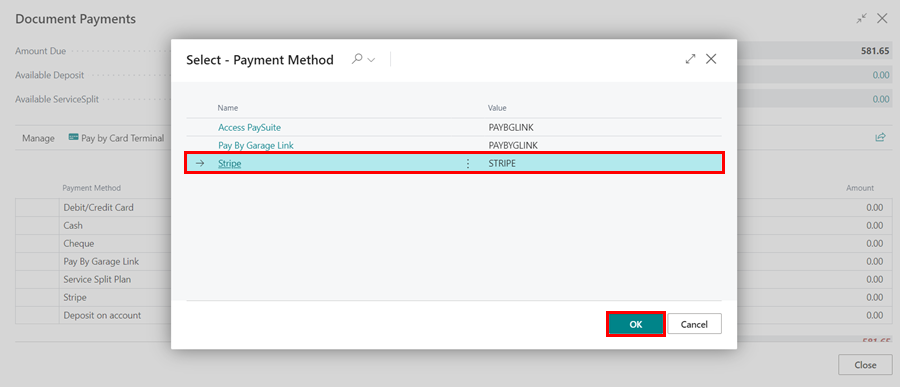 Document Payments
Amount Due 581.65
Available Deposit 0.00
Available ServiceSplit 0.00
Manage Pay by Card Terminal
Payment Method Amount
Debit/Credit Card 0.00
Cash 0.00
Cheque 0.00
Pay By Garage Link 0.00
Service Split Plan 0.00
Stripe 0.00
Deposit on account 0.00
581.65
Close
Select - Payment Method
Name Value
Access PaySuite PAYBGLINK
Pay By Garage Link PAYBYGLINK
Stripe STRIPE
OK Cancel